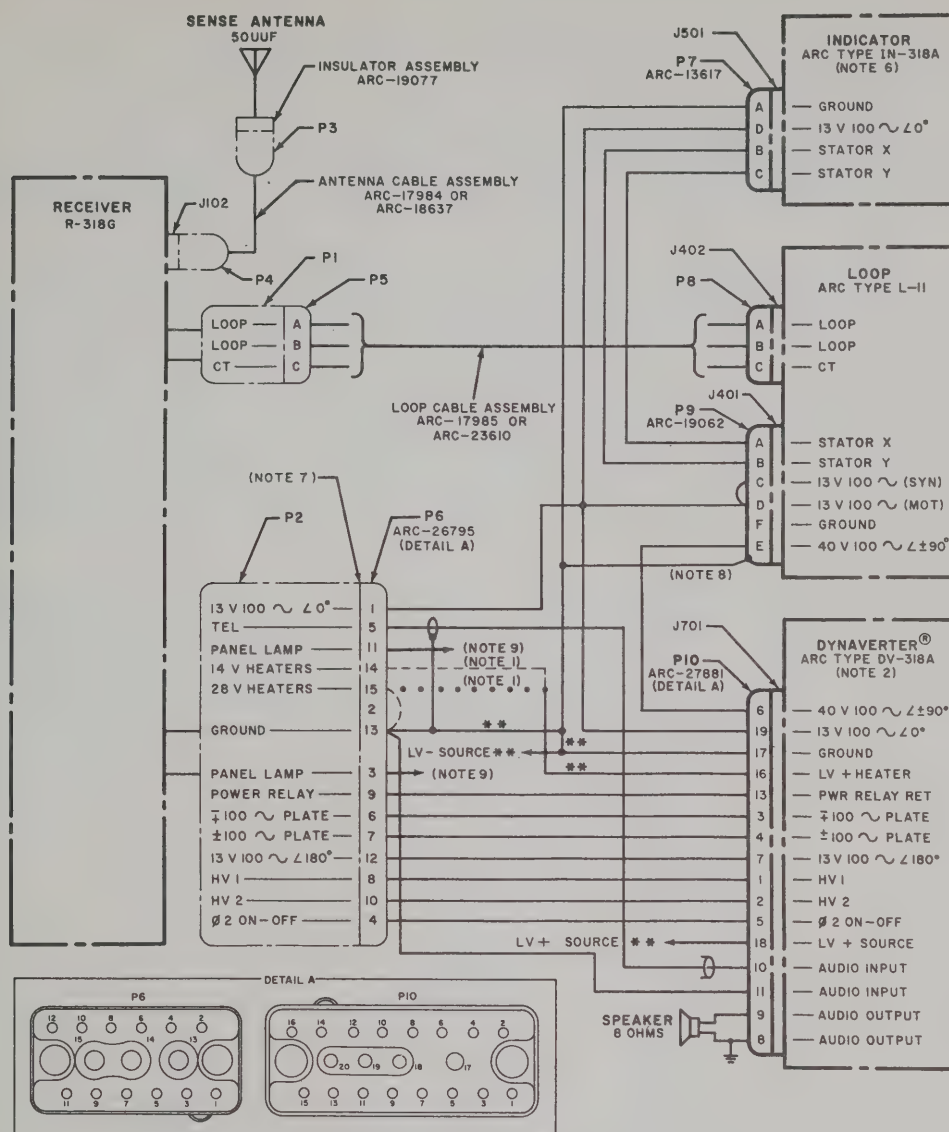 SENSE ANTENNA
50UUF
INSULATOR ASSEMBLY
ARC-19077
P3
ANTENNA CABLE ASSEMBLY
ARC-17984 OR
ARC-18637
RECEIVER
R-318G
J102
P4
P1
P5
LOOP A
LOOP B
CT C
LOOP CABLE ASSEMBLY
ARC-17985 OR
ARC-23610
J501
P7
ARC-13617
INDICATOR
ARC TYPE IN-318A
(NOTE 6)
A GROUND
D 13 V 100 ∿ ∠0°
B STATOR X
C STATOR Y
J402
P8
LOOP
ARC TYPE L-11
A LOOP
B LOOP
C CT
J401
P9
ARC-19062
A STATOR X
B STATOR Y
C 13 V 100 ∿ (SYN)
D 13 V 100 ∿ (MOT)
F GROUND
E 40 V 100 ∿ ∠±90°
(NOTE 8)
(NOTE 7)
P2
P6
ARC-26795
(DETAIL A)
13 V 100 ∿ ∠0° 1
TEL 5
PANEL LAMP 11 (NOTE 9)
14 V HEATERS 14 (NOTE 1)
28 V HEATERS 15 (NOTE 1)
2
GROUND 13 **
LV- SOURCE ** **
**
PANEL LAMP 3 (NOTE 9)
POWER RELAY 9
∓100 ∿ PLATE 6
±100 ∿ PLATE 7
13 V 100 ∿ ∠180° 12
HV 1 8
HV 2 10
Ø 2 ON-OFF 4
LV+ SOURCE **
J701
P10
ARC-27881
(DETAIL A)
DYNAVERTER®
ARC TYPE DV-318A
(NOTE 2)
6 40 V 100 ∿ ∠±90°
19 13 V 100 ∿ ∠0°
17 GROUND
16 LV + HEATER
13 PWR RELAY RET
3 ∓100 ∿ PLATE
4 ±100 ∿ PLATE
7 13 V 100 ∿ ∠180°
1 HV 1
2 HV 2
5 Ø 2 ON-OFF
18 LV + SOURCE
10 AUDIO INPUT
11 AUDIO INPUT
9 AUDIO OUTPUT
8 AUDIO OUTPUT
SPEAKER
8 OHMS
DETAIL A
P6
12 10 8 6 4 2
15 14 13
11 9 7 5 3 1
P10
16 14 12 10 8 6 4 2
20 19 18 17
15 13 11 9 7 5 3 1